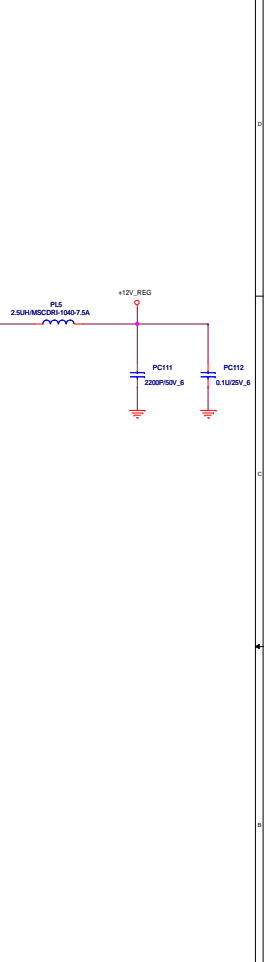 D
+12V_REG
PL5
2.5UH/MSCDRI-1040-7.5A
PC111
2200P/50V_6
PC112
0.1U/25V_6
C
B